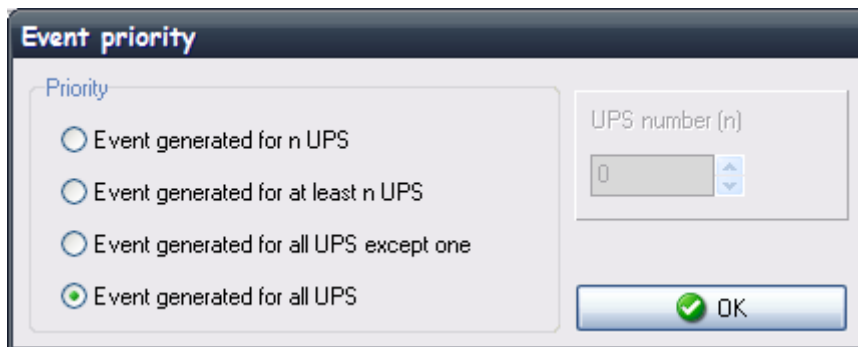 Event priority
Priority
Event generated for n UPS
Event generated for at least n UPS
Event generated for all UPS except one
Event generated for all UPS
UPS number (n)
0
OK